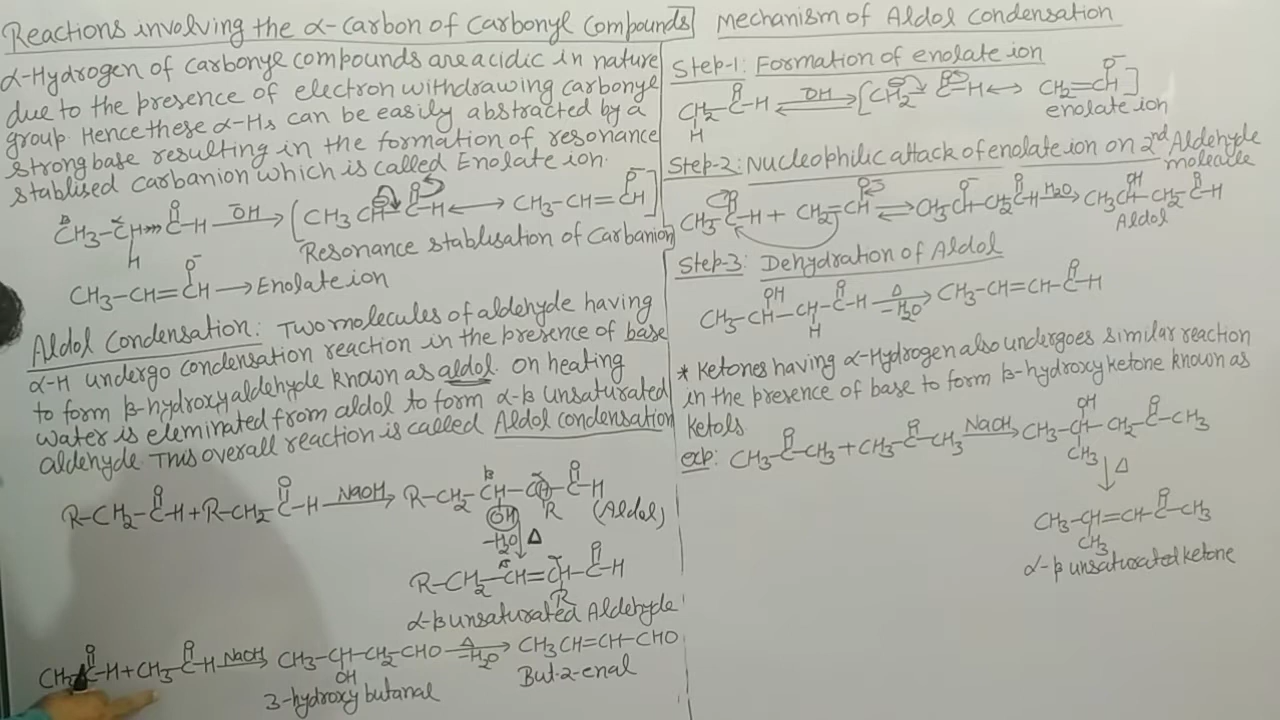 Reactions involving the α-Carbon of Carbonyl Compounds
α-Hydrogen of carbonye compounds are acidic in nature
due to the presence of electron withdrawing carbonye
group. Hence these α-Hs can be easily abstracted by a
strong base resulting in the formation of resonance
stablised carbanion which is called Enolate ion.
β α O
CH3-CH-C-H
H
ŌH
[CH3 CH C-H ⟷ CH3-CH=CH]
O O-
Resonance stablisation of Carbanion
O-
CH3-CH=CH → Enolate ion
Aldol Condensation: Two molecules of aldehyde having
α-H undergo condensation reaction in the presence of base
to form β-hydroxyaldehyde known as aldol. on heating
water is eleminated from aldol to form α-β unsaturated
aldehyde. This overall reaction is called Aldol condensation
O O β O
R-CH2-C-H+R-CH2-C-H NaOH → R-CH2-CH-CH-C-H
OH R (Aldol)
-H2O Δ
O
R-CH2-CH=CH-C-H
R
α-β unsaturated Aldehyde
O O
CH3-C-H+CH3-C-H NaOH → CH3-CH-CH2-CHO Δ -H2O → CH3CH=CH-CHO
OH
3-hydroxy butanal But-2-enal
Mechanism of Aldol condensation
Step-1: Formation of enolate ion
O O O-
CH2-C-H ŌH ⇌ [CH2 C-H ⟷ CH2=CH]
H enolate ion
Step-2: Nucleophilic attack of enolate ion on 2nd Aldehyde
molecule
O O- O- O OH O
CH3-C-H + CH2=CH ⇌ CH3CH-CH2C-H H2O → CH3CH-CH2-C-H
Aldol
Step-3: Dehydration of Aldol
OH O O
CH3-CH-CH-C-H Δ -H2O → CH3-CH=CH-C-H
H
* Ketones having α-Hydrogen also undergoes similar reaction
in the presence of base to form β-hydroxy ketone known as
Ketols
O O OH O
exp: CH3-C-CH3+CH3-C-CH3 NaOH → CH3-CH-CH2-C-CH3
CH3
Δ
O
CH3-CH=CH-C-CH3
CH3
α-β unsaturated ketone